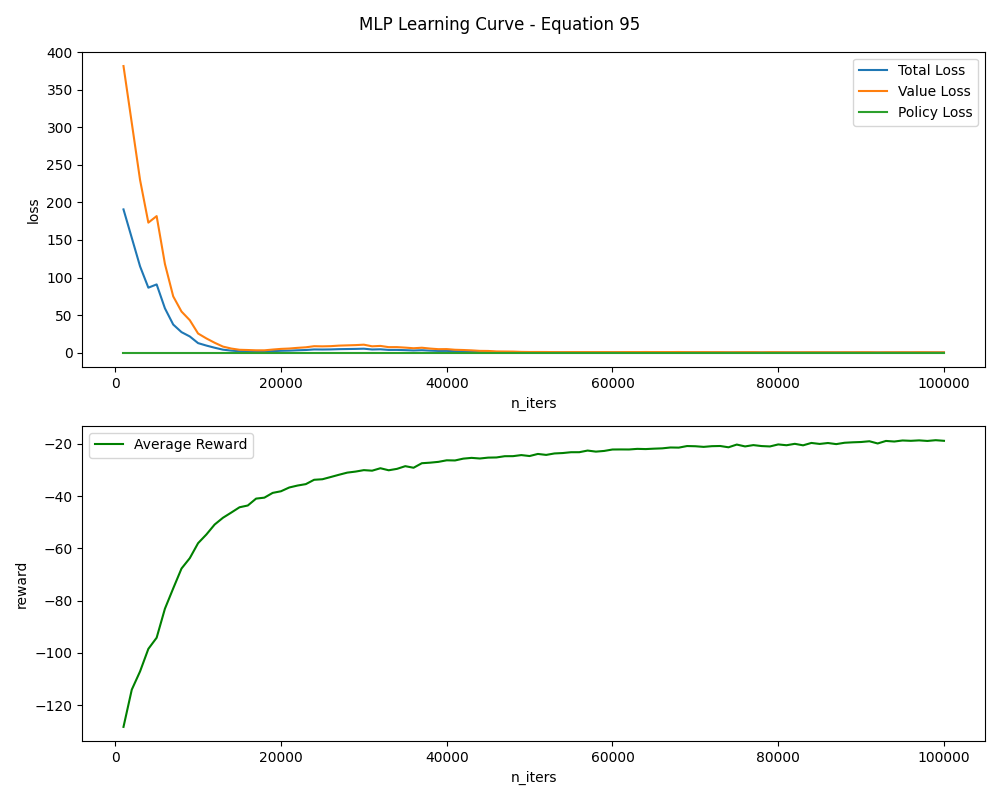 MLP Learning Curve - Equation 95
400
350
300
250
200
150
100
50
0
loss
Total Loss
Value Loss
Policy Loss
0 20000 40000 60000 80000 100000
n_iters
−20
−40
−60
−80
−100
−120
reward
Average Reward
0 20000 40000 60000 80000 100000
n_iters